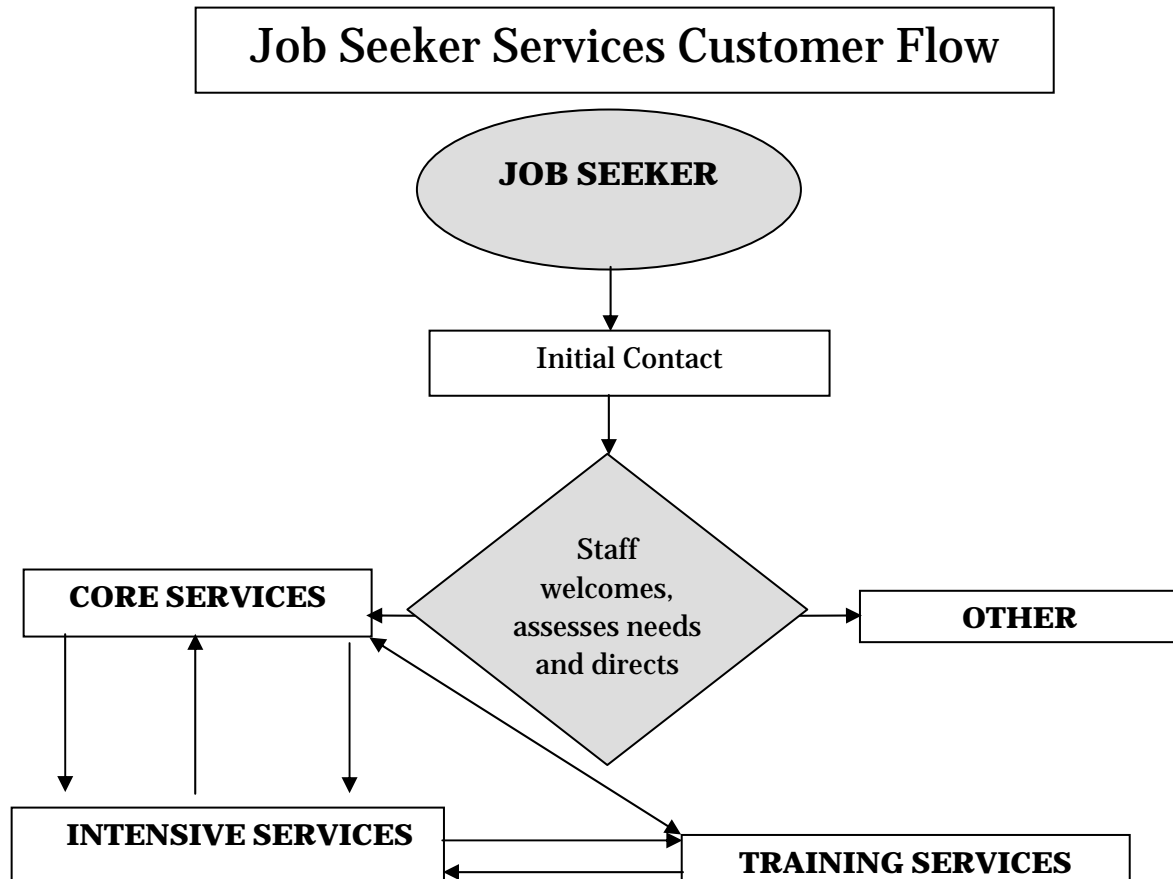 Job Seeker Services Customer Flow
JOB SEEKER
Initial Contact
Staff
welcomes,
assesses needs
and directs
CORE SERVICES
OTHER
INTENSIVE SERVICES
TRAINING SERVICES